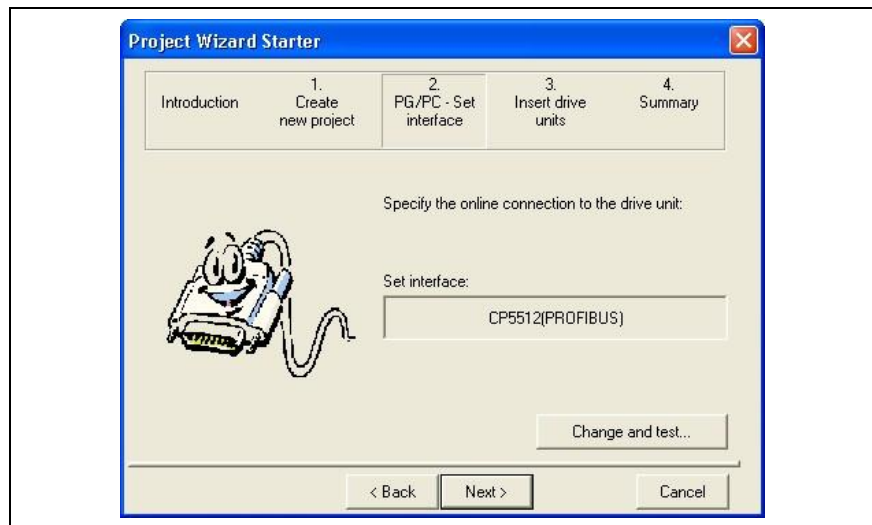 Project Wizard Starter
Introduction
1.
Create
new project
2.
PG/PC - Set
interface
3.
Insert drive
units
4.
Summary
Specify the online connection to the drive unit:
Set interface:
CP5512(PROFIBUS)
Change and test...
< Back
Next >
Cancel